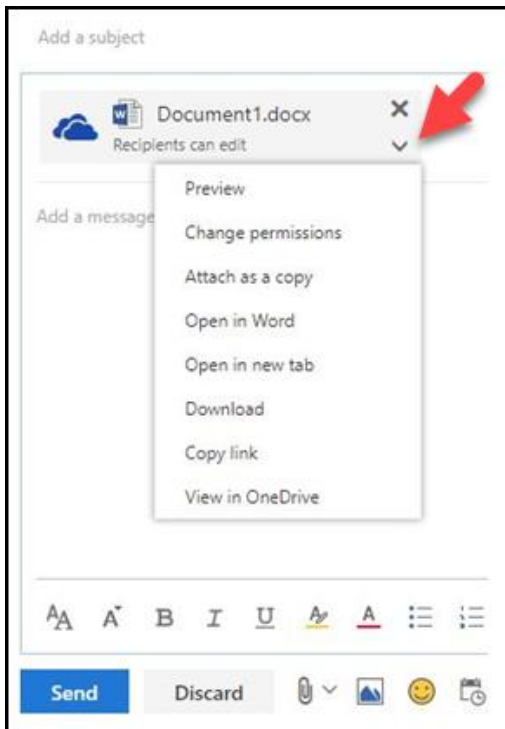 Add a subject
Document1.docx
Recipients can edit
Add a message
Preview
Change permissions
Attach as a copy
Open in Word
Open in new tab
Download
Copy link
View in OneDrive
Send
Discard